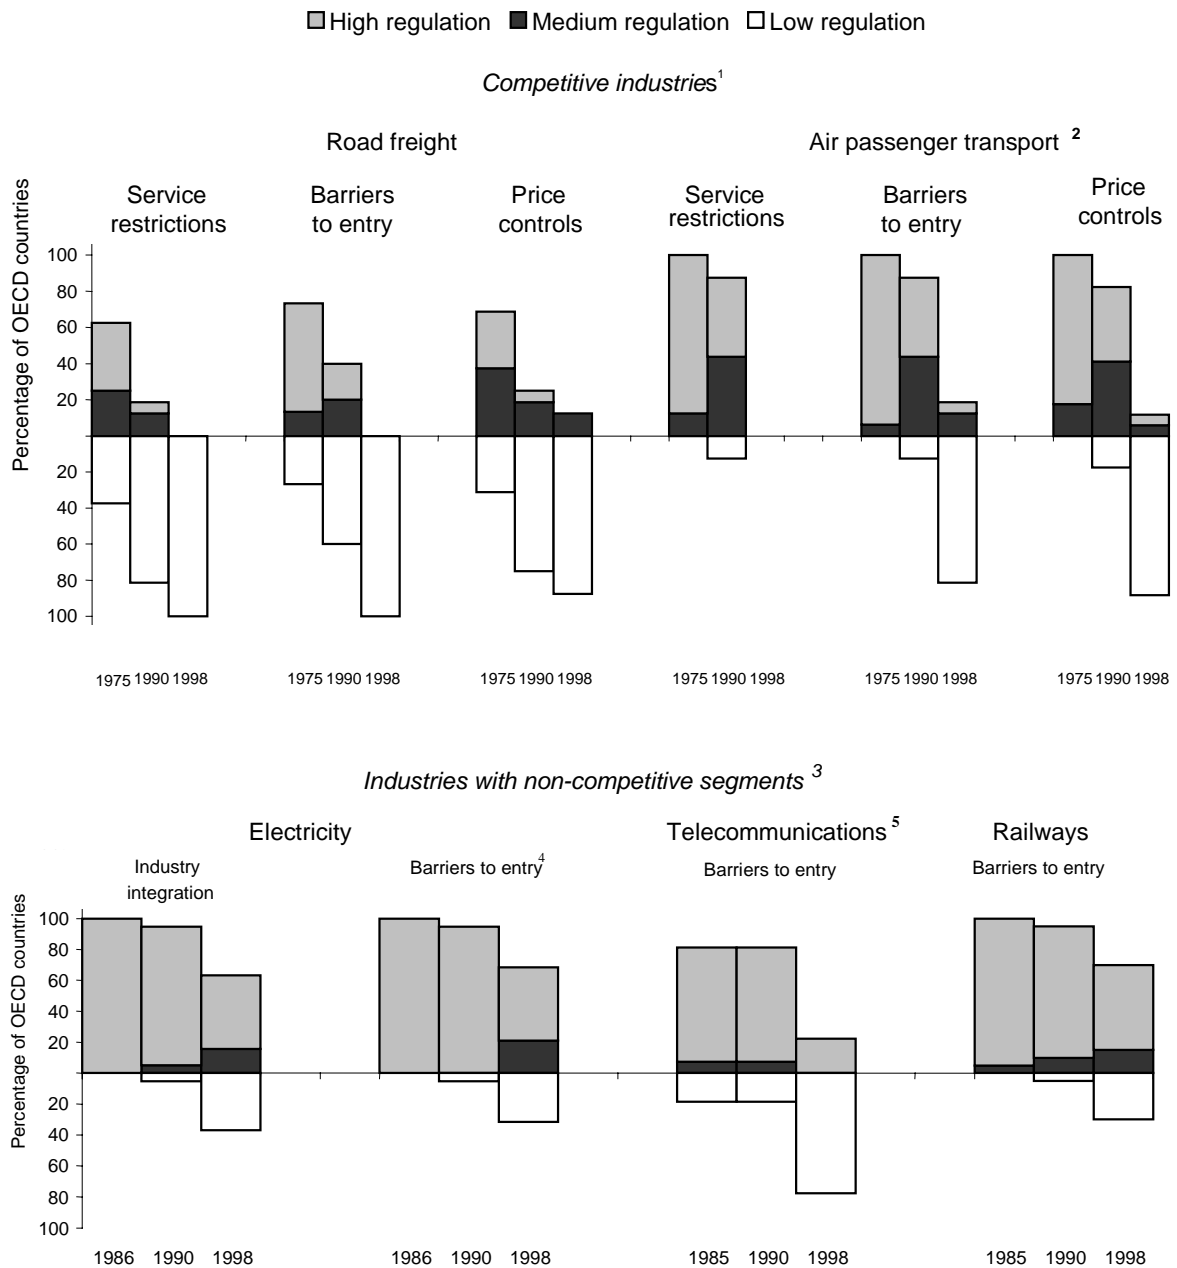 High regulation Medium regulation Low regulation
Competitive industries1
Road freight Air passenger transport 2
Service restrictions
Barriers to entry
Price controls
Service restrictions
Barriers to entry
Price controls
Percentage of OECD countries
100
80
60
40
20
20
40
60
80
100
1975 1990 1998 1975 1990 1998 1975 1990 1998 1975 1990 1998 1975 1990 1998 1975 1990 1998
Industries with non-competitive segments 3
Electricity Telecommunications 5 Railways
Industry integration
Barriers to entry4
Barriers to entry
Barriers to entry
Percentage of OECD countries
100
80
60
40
20
20
40
60
80
100
1986 1990 1998 1986 1990 1998 1985 1990 1998 1985 1990 1998